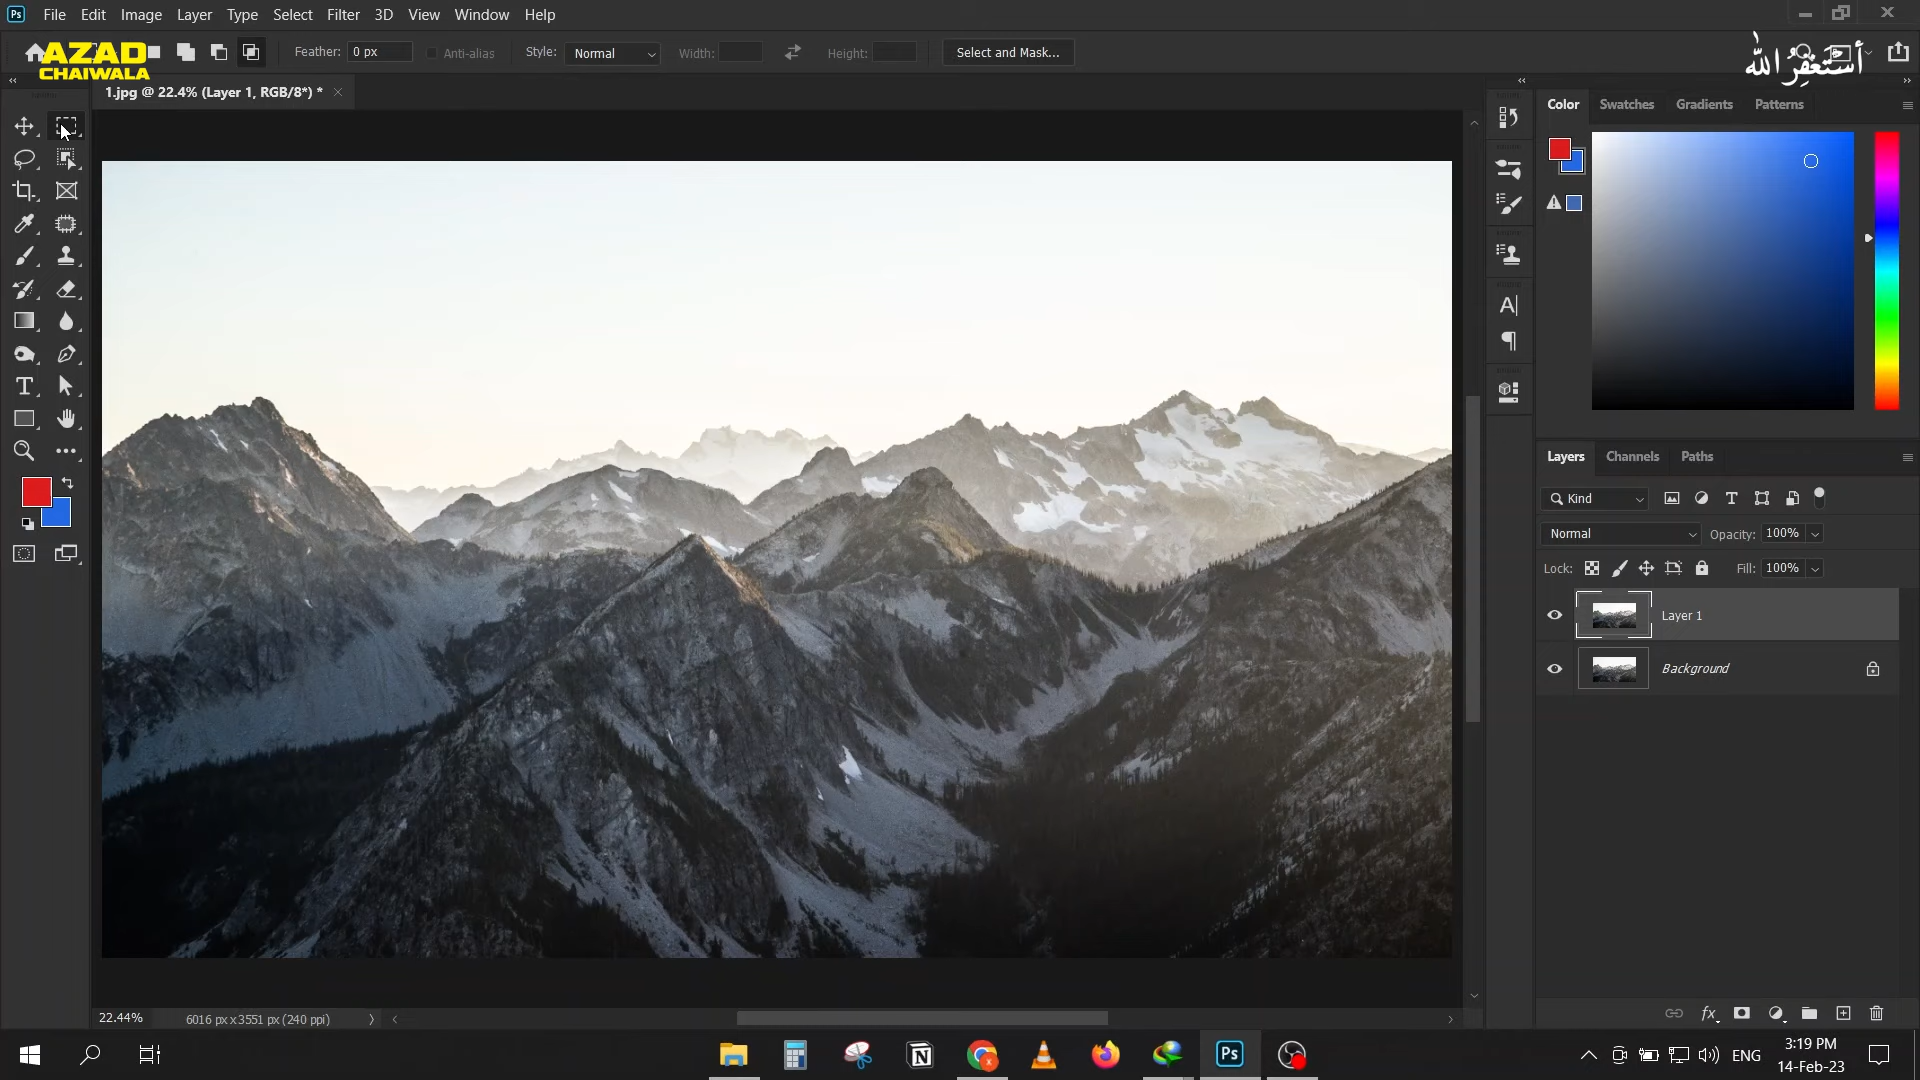 File Edit Image Layer Type Select Filter 3D View Window Help
AZAD
CHAIWALA
Feather: 0 px Anti-alias Style: Normal Width: Height: Select and Mask...
أستغفر الله
1.jpg @ 22.4% (Layer 1, RGB/8*) *
Color Swatches Gradients Patterns
Layers Channels Paths
Kind
Normal Opacity: 100%
Lock: Fill: 100%
Layer 1
Background
22.44% 6016 px x 3551 px (240 ppi)
ENG
3:19 PM
14-Feb-23